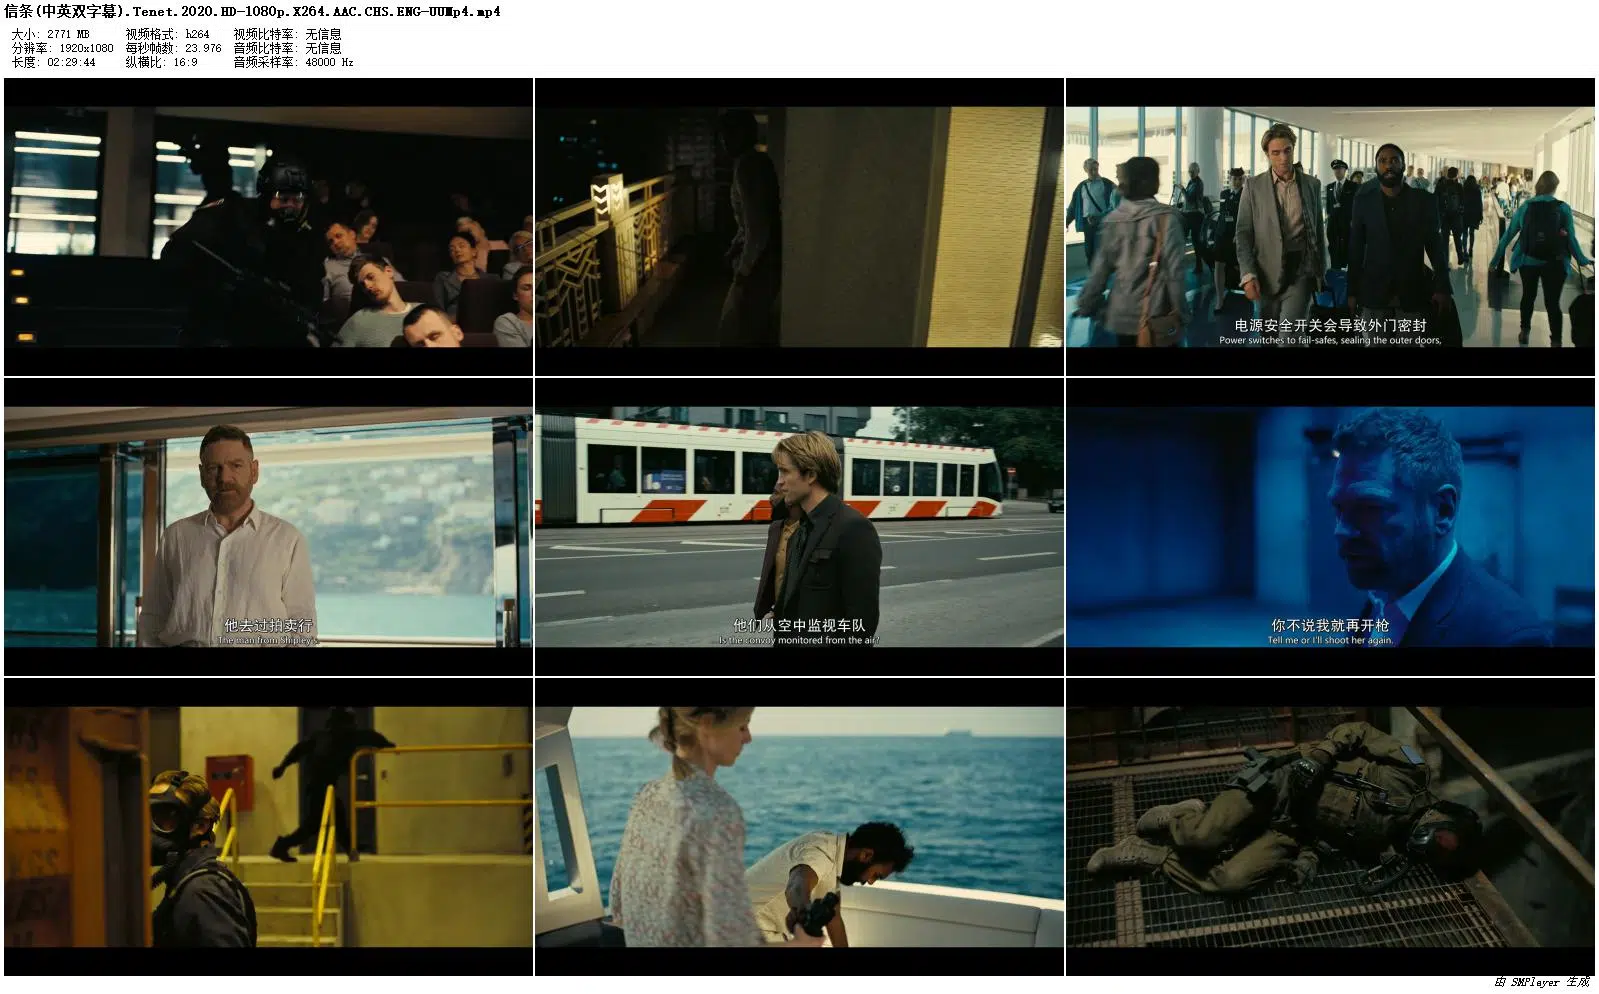 信条(中英双字幕).Tenet.2020.HD-1080p.X264.AAC.CHS.ENG-UUMp4.mp4
大小: 2771 MB 视频格式: h264 视频比特率: 无信息
分辨率: 1920x1080 每秒帧数: 23.976 音频比特率: 无信息
长度: 02:29:44 纵横比: 16:9 音频采样率: 48000 Hz
电源安全开关会导致外门密封
Power switches to fail-safes, sealing the outer doors,
他去过拍卖行
The man from Shipley's.
他们从空中监视车队
Is the convoy monitored from the air?
你不说我就再开枪
Tell me or I'll shoot her again.
由 SMPlayer 生成